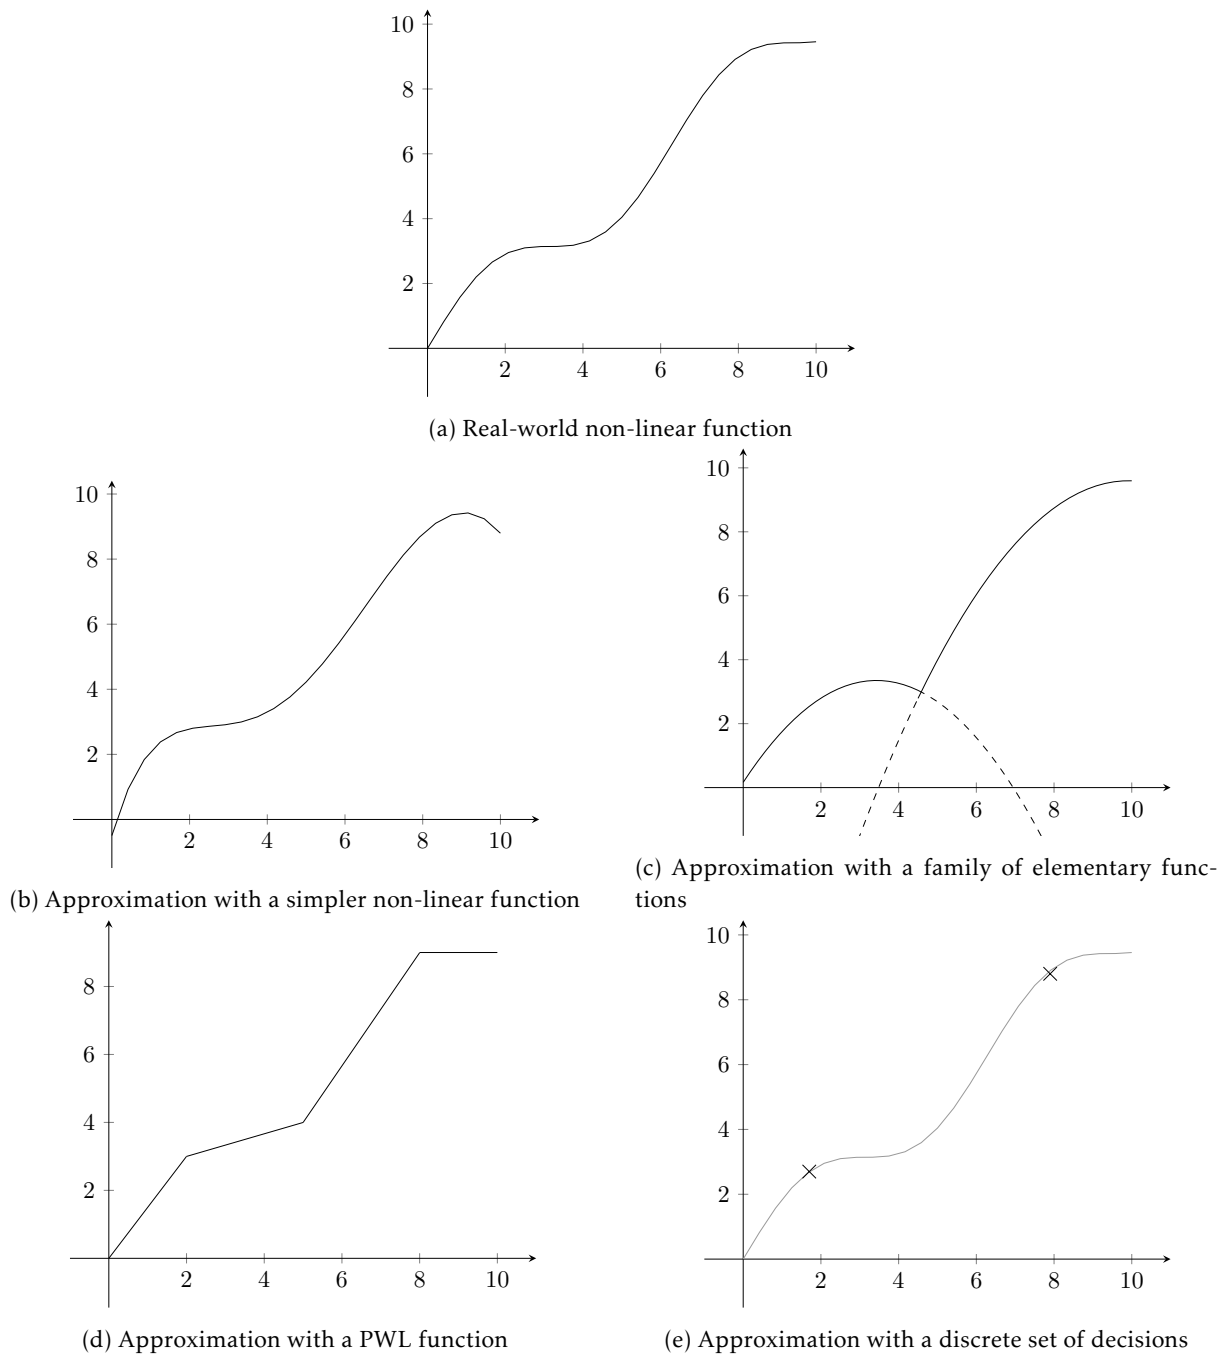 10
8
6
4
2
2 4 6 8 10
(a) Real-world non-linear function
10
8
6
4
2
2 4 6 8 10
(b) Approximation with a simpler non-linear function
10
8
6
4
2
2 4 6 8 10
(c) Approximation with a family of elementary func-
tions
8
6
4
2
2 4 6 8 10
(d) Approximation with a PWL function
10
8
6
4
2
2 4 6 8 10
(e) Approximation with a discrete set of decisions